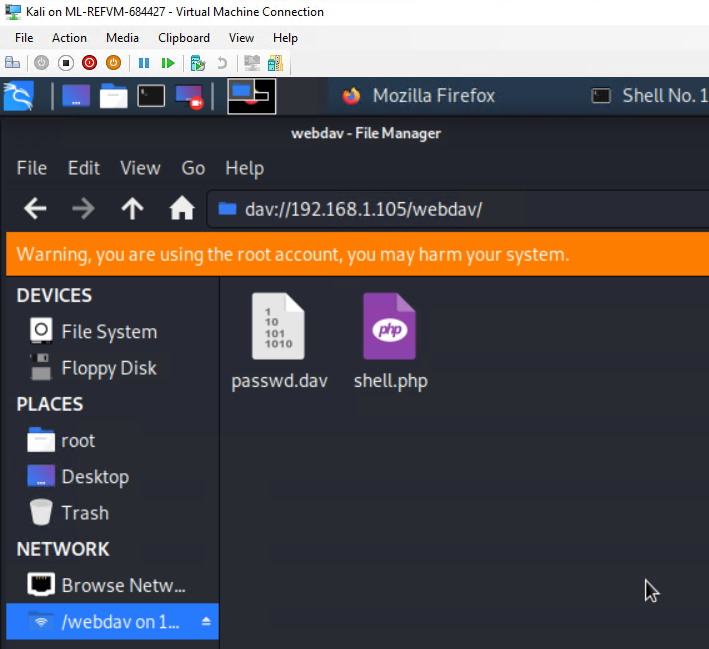 Kali on ML-REFVM-684427 - Virtual Machine Connection
File Action Media Clipboard View Help
Mozilla Firefox Shell No. 1
webdav - File Manager
File Edit View Go Help
dav://192.168.1.105/webdav/
Warning, you are using the root account, you may harm your system.
DEVICES
File System
Floppy Disk
PLACES
root
Desktop
Trash
NETWORK
Browse Netw...
/webdav on 1...
1
10
101
1010
passwd.dav
php
shell.php